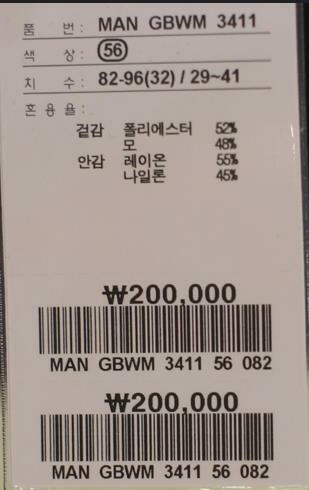 품 번: MAN GBWM 3411
색 상: 56
치 수: 82-96(32) / 29~41
혼 용 율:
겉감 폴리에스터 52%
모 48%
안감 레이온 55%
나일론 45%
₩200,000
MAN GBWM 3411 56 082
₩200,000
MAN GBWM 3411 56 082